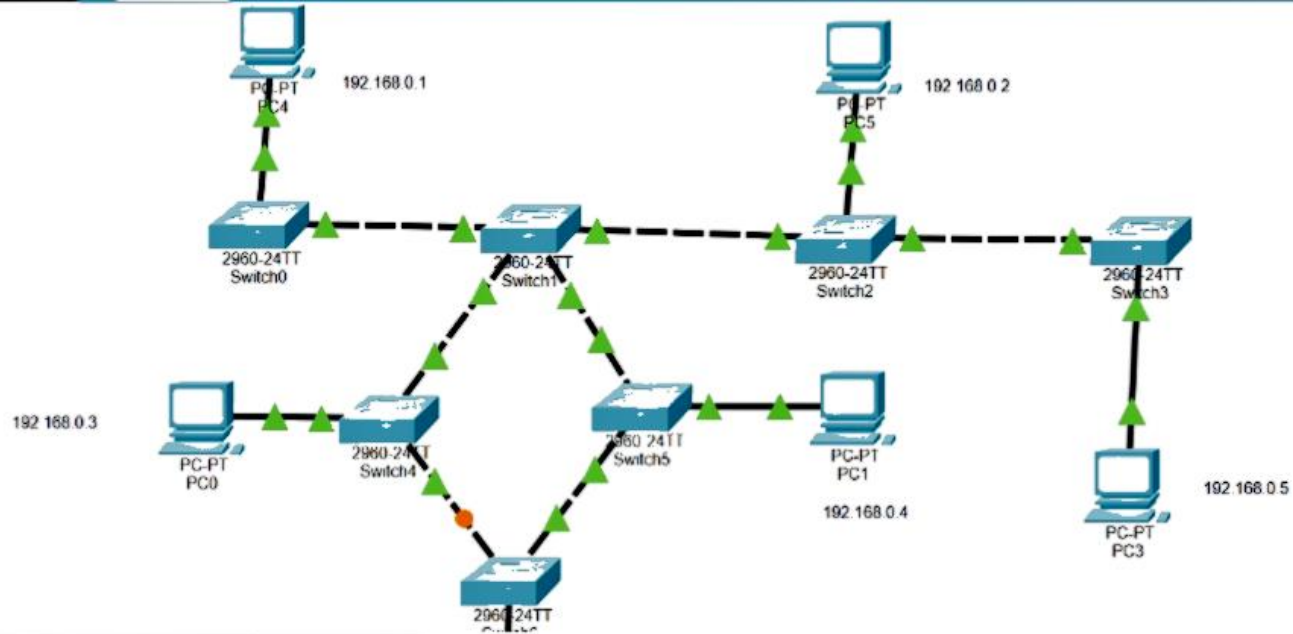 PC-PT
PC4
192.168.0.1
PC-PT
PC5
192 168 0 2
2960-24TT
Switch0
2960-24TT
Switch1
2960-24TT
Switch2
2960-24TT
Switch3
192 168.0.3
PC-PT
PC0
2960-24TT
Switch4
2960 24TT
Switch5
PC-PT
PC1
192.168.0.4
PC-PT
PC3
192.168.0.5
2960-24TT